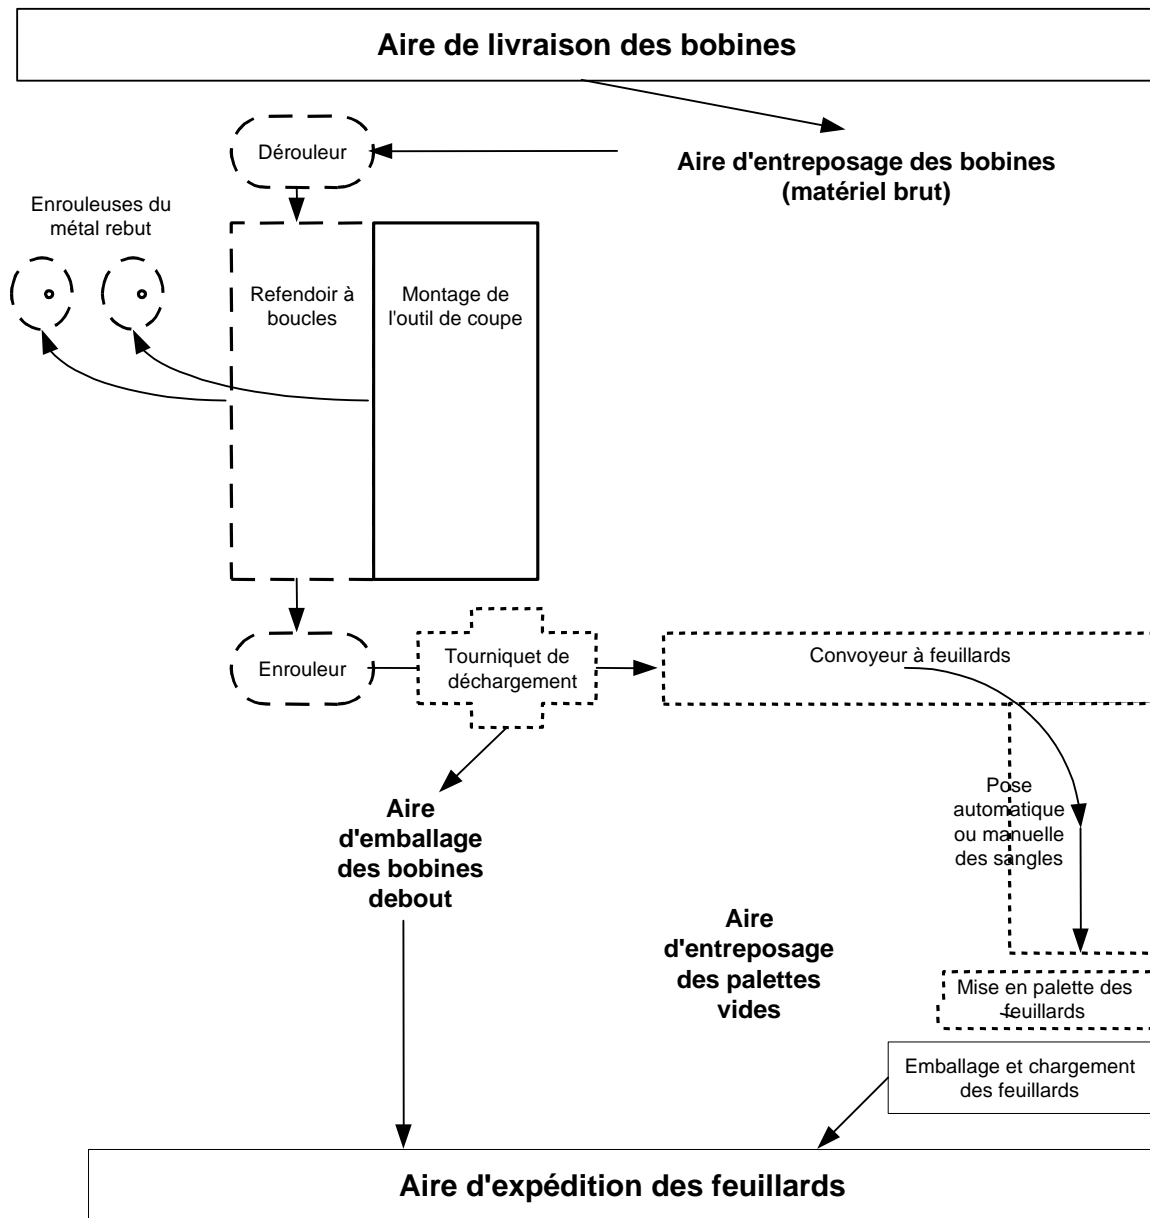 Aire de livraison des bobines
Dérouleur
Aire d'entreposage des bobines
(matériel brut)
Enrouleuses du
métal rebut
Refendoir à
boucles
Montage de
l'outil de coupe
Enrouleur
Tourniquet de
déchargement
Convoyeur à feuillards
Aire
d'emballage
des bobines
debout
Pose
automatique
ou manuelle
des sangles
Aire
d'entreposage
des palettes
vides
Mise en palette des
feuillards
Emballage et chargement
des feuillards
Aire d'expédition des feuillards